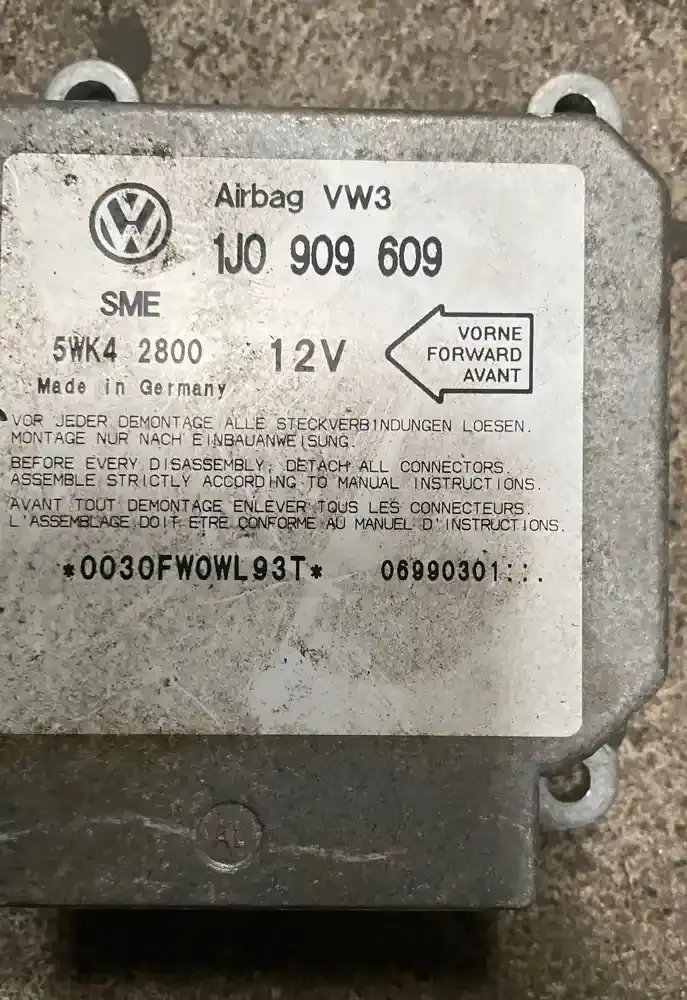 Airbag VW3
1J0 909 609
SME
5WK4 2800 12V
VORNE
FORWARD
AVANT
Made in Germany
VOR JEDER DEMONTAGE ALLE STECKVERBINDUNGEN LOESEN.
MONTAGE NUR NACH EINBAUANWEISUNG.
BEFORE EVERY DISASSEMBLY, DETACH ALL CONNECTORS.
ASSEMBLE STRICTLY ACCORDING TO MANUAL INSTRUCTIONS.
AVANT TOUT DEMONTAGE ENLEVER TOUS LES CONNECTEURS.
L'ASSEMBLAGE DOIT ETRE CONFORME AU MANUEL D'INSTRUCTIONS.
*0030FW0WL93T* 06990301::.